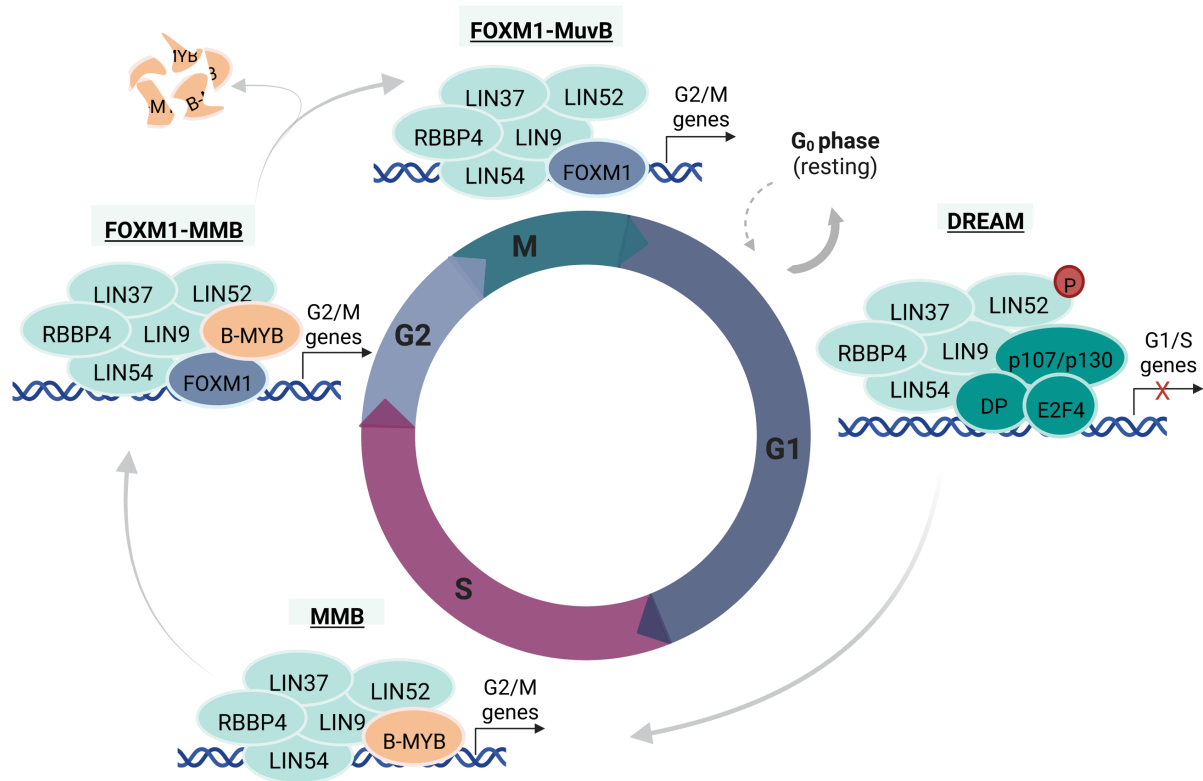 FOXM1-MuvB
LIN37
LIN52
RBBP4
LIN9
LIN54
FOXM1
G2/M
genes
G₀ phase
(resting)
MYB
B
-M
B-
FOXM1-MMB
LIN37
LIN52
RBBP4
LIN9
B-MYB
LIN54
FOXM1
G2/M
genes
DREAM
P
LIN37
LIN52
RBBP4
LIN9
p107/p130
LIN54
DP
E2F4
G1/S
genes
X
M
G2
G1
S
MMB
LIN37
LIN52
RBBP4
LIN9
B-MYB
LIN54
G2/M
genes